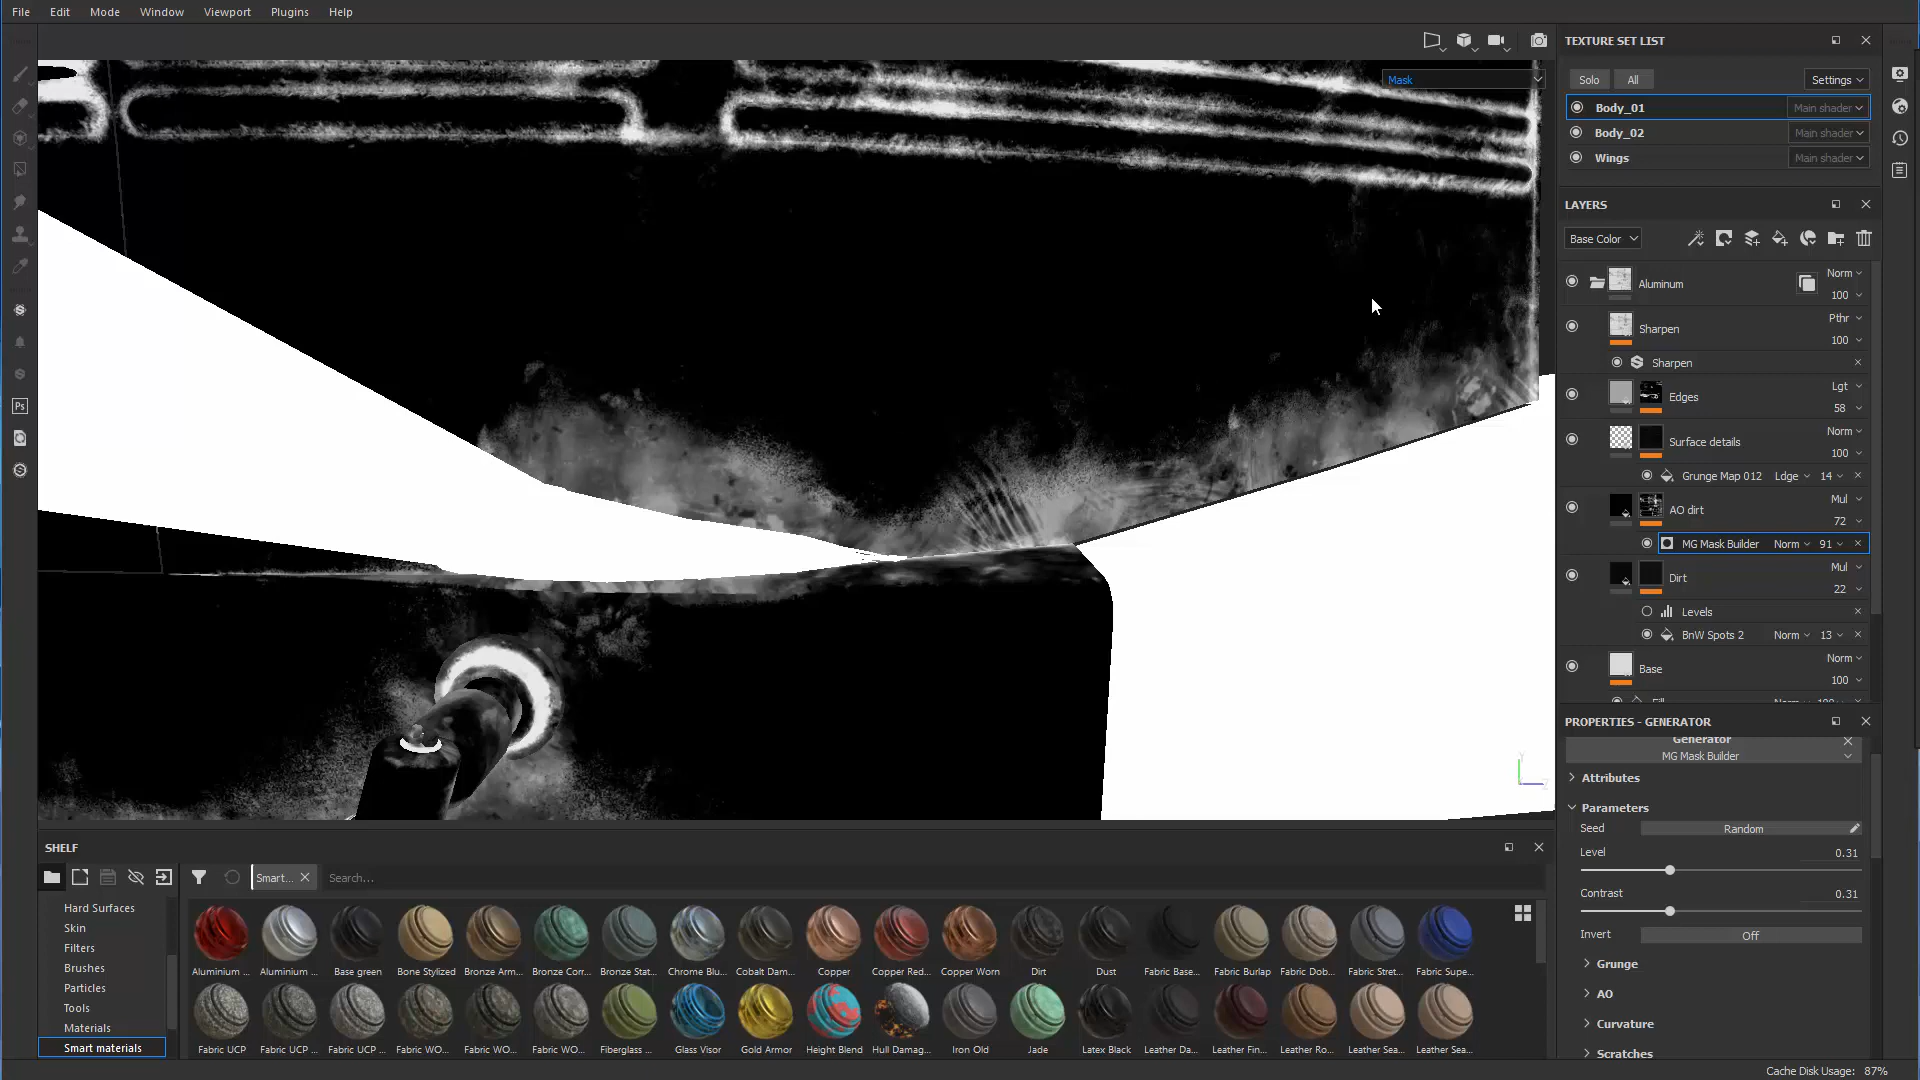 File Edit Mode Window Viewport Plugins Help
Mask
TEXTURE SET LIST
Solo All Settings
Body_01 Main shader
Body_02 Main shader
Wings Main shader
LAYERS
Base Color
Aluminum Norm 100
Sharpen Pthr 100
Sharpen
Edges Lgt 58
Surface details Norm 100
Grunge Map 012 Ldge 14
AO dirt Mul 72
MG Mask Builder Norm 91
Dirt Mul 22
Levels
BnW Spots 2 Norm 13
Base Norm 100
PROPERTIES - GENERATOR
Generator
MG Mask Builder
Attributes
Parameters
Seed Random
Level 0.31
Contrast 0.31
Invert Off
Grunge
AO
Curvature
Scratches
Ps
Y
Z
SHELF
Smart... Search...
Hard Surfaces
Skin
Filters
Brushes
Particles
Tools
Materials
Smart materials
Aluminium ... Aluminium ... Base green Bone Stylized Bronze Arm... Bronze Corr... Bronze Stat... Chrome Blu... Cobalt Dam... Copper Copper Red... Copper Worn Dirt Dust Fabric Base... Fabric Burlap Fabric Dob... Fabric Stret... Fabric Supe...
Fabric UCP Fabric UCP ... Fabric UCP ... Fabric WO... Fabric WO... Fabric WO... Fiberglass ... Glass Visor Gold Armor Height Blend Hull Damag... Iron Old Jade Latex Black Leather Da... Leather Fin... Leather Ro... Leather Sea... Leather Sea...
Cache Disk Usage: 87%